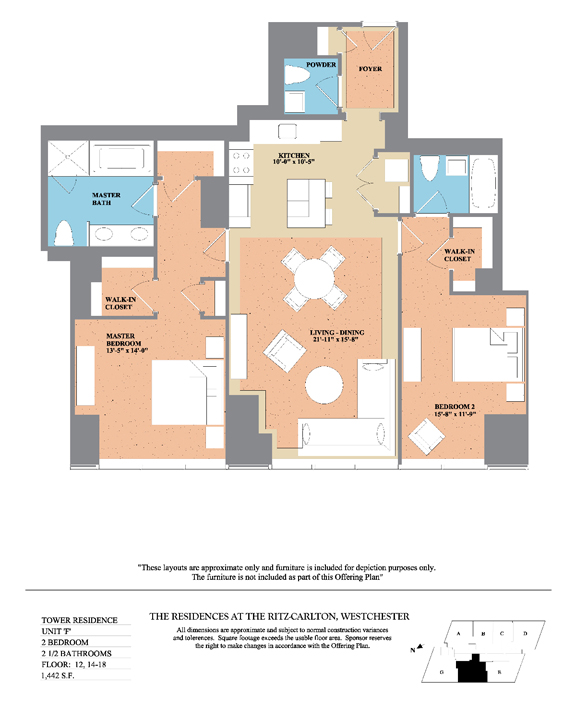 POWDER
FOYER
KITCHEN
10'-0" x 10'-5"
MASTER
BATH
WALK-IN
CLOSET
WALK-IN
CLOSET
MASTER
BEDROOM
13'-5" x 14'-0"
LIVING - DINING
21'-11" x 15'-8"
BEDROOM 2
15'-8" x 11'-9"
"These layouts are approximate only and furniture is included for depiction purposes only.
The furniture is not included as part of this Offering Plan"
TOWER RESIDENCE
UNIT 'F'
2 BEDROOM
2 1/2 BATHROOMS
FLOOR: 12, 14-18
1,442 S.F.
THE RESIDENCES AT THE RITZ-CARLTON, WESTCHESTER
All dimensions are approximate and subject to normal construction variances
and tolerences. Square footage exceeds the usable floor area. Sponsor reserves
the right to make changes in accordance with the Offering Plan.
N
A B C D
G